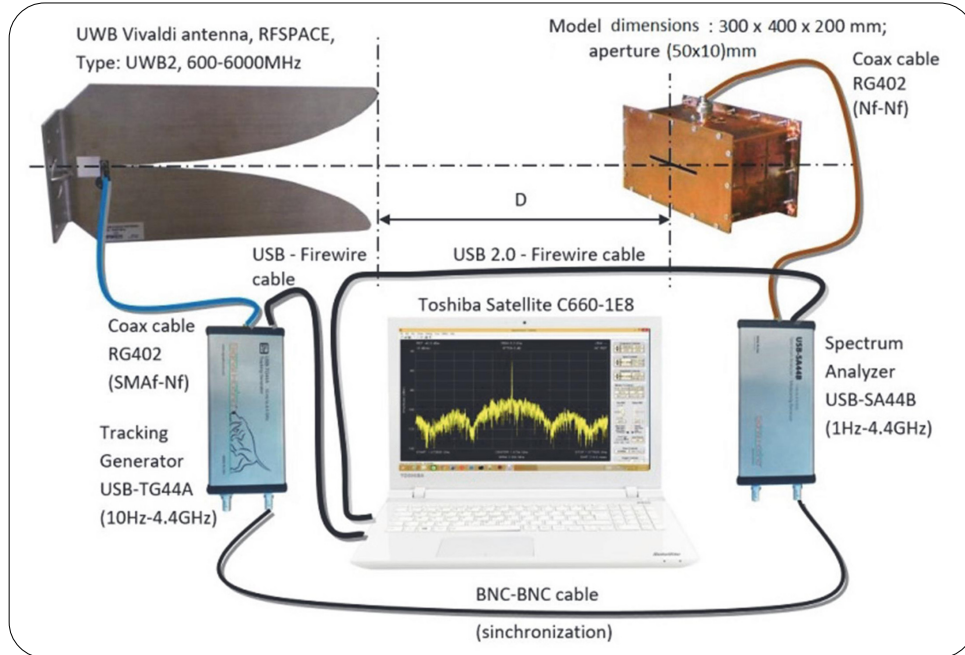 UWB Vivaldi antenna, RFSPACE,
Type: UWB2, 600-6000MHz
Model dimensions : 300 x 400 x 200 mm;
aperture (50x10)mm
Coax cable
RG402
(Nf-Nf)
D
USB - Firewire
cable
USB 2.0 - Firewire cable
Toshiba Satellite C660-1E8
Coax cable
RG402
(SMAf-Nf)
Tracking
Generator
USB-TG44A
(10Hz-4.4GHz)
USB-SA44B
Spectrum
Analyzer
USB-SA44B
(1Hz-4.4GHz)
TOSHIBA
BNC-BNC cable
(sinchronization)